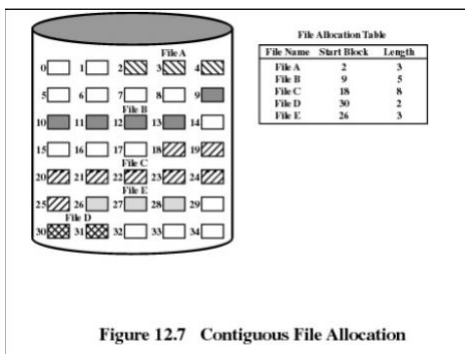 File A
0 1 2 3 4
5 6 7 8 9
File B
10 11 12 13 14
15 16 17 18 19
File C
20 21 22 23 24
File E
25 26 27 28 29
File D
30 31 32 33 34
File Allocation Table
File Name Start Block Length
File A 2 3
File B 9 5
File C 18 8
File D 30 2
File E 26 3
Figure 12.7 Contiguous File Allocation